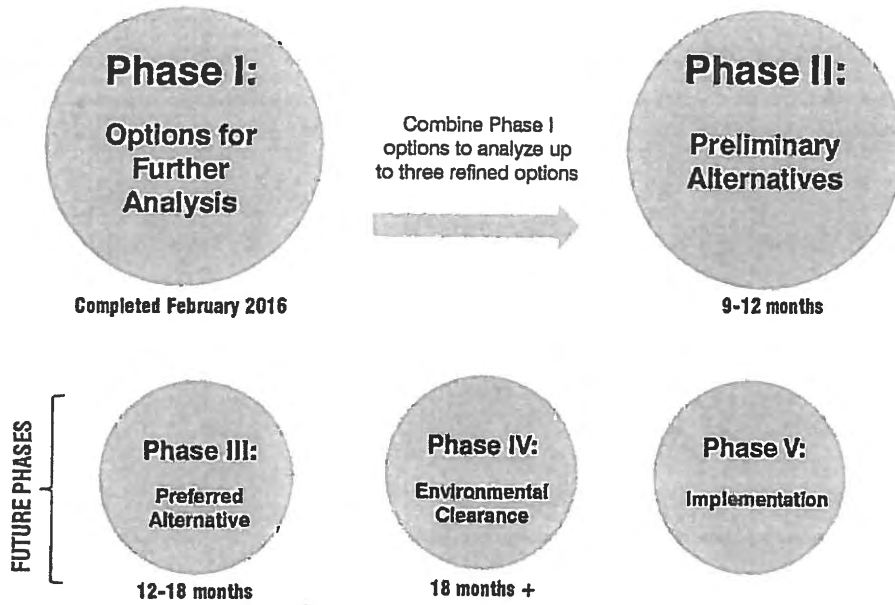 Phase I:
Options for
Further
Analysis
Completed February 2016
Combine Phase I
options to analyze up
to three refined options
Phase II:
Preliminary
Alternatives
9-12 months
FUTURE PHASES
Phase III:
Preferred
Alternative
12-18 months
Phase IV:
Environmental
Clearance
18 months +
Phase V:
Implementation